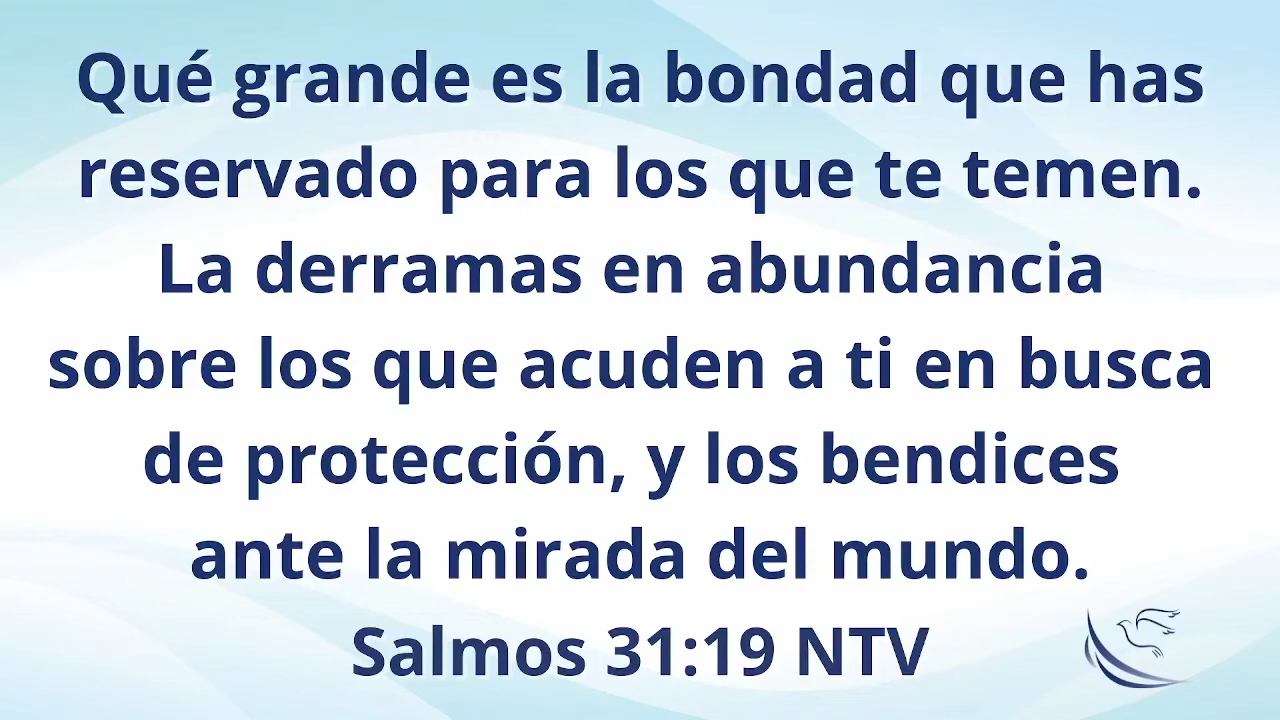 Qué grande es la bondad que has
reservado para los que te temen.
La derramas en abundancia
sobre los que acuden a ti en busca
de protección, y los bendices
ante la mirada del mundo.
Salmos 31:19 NTV